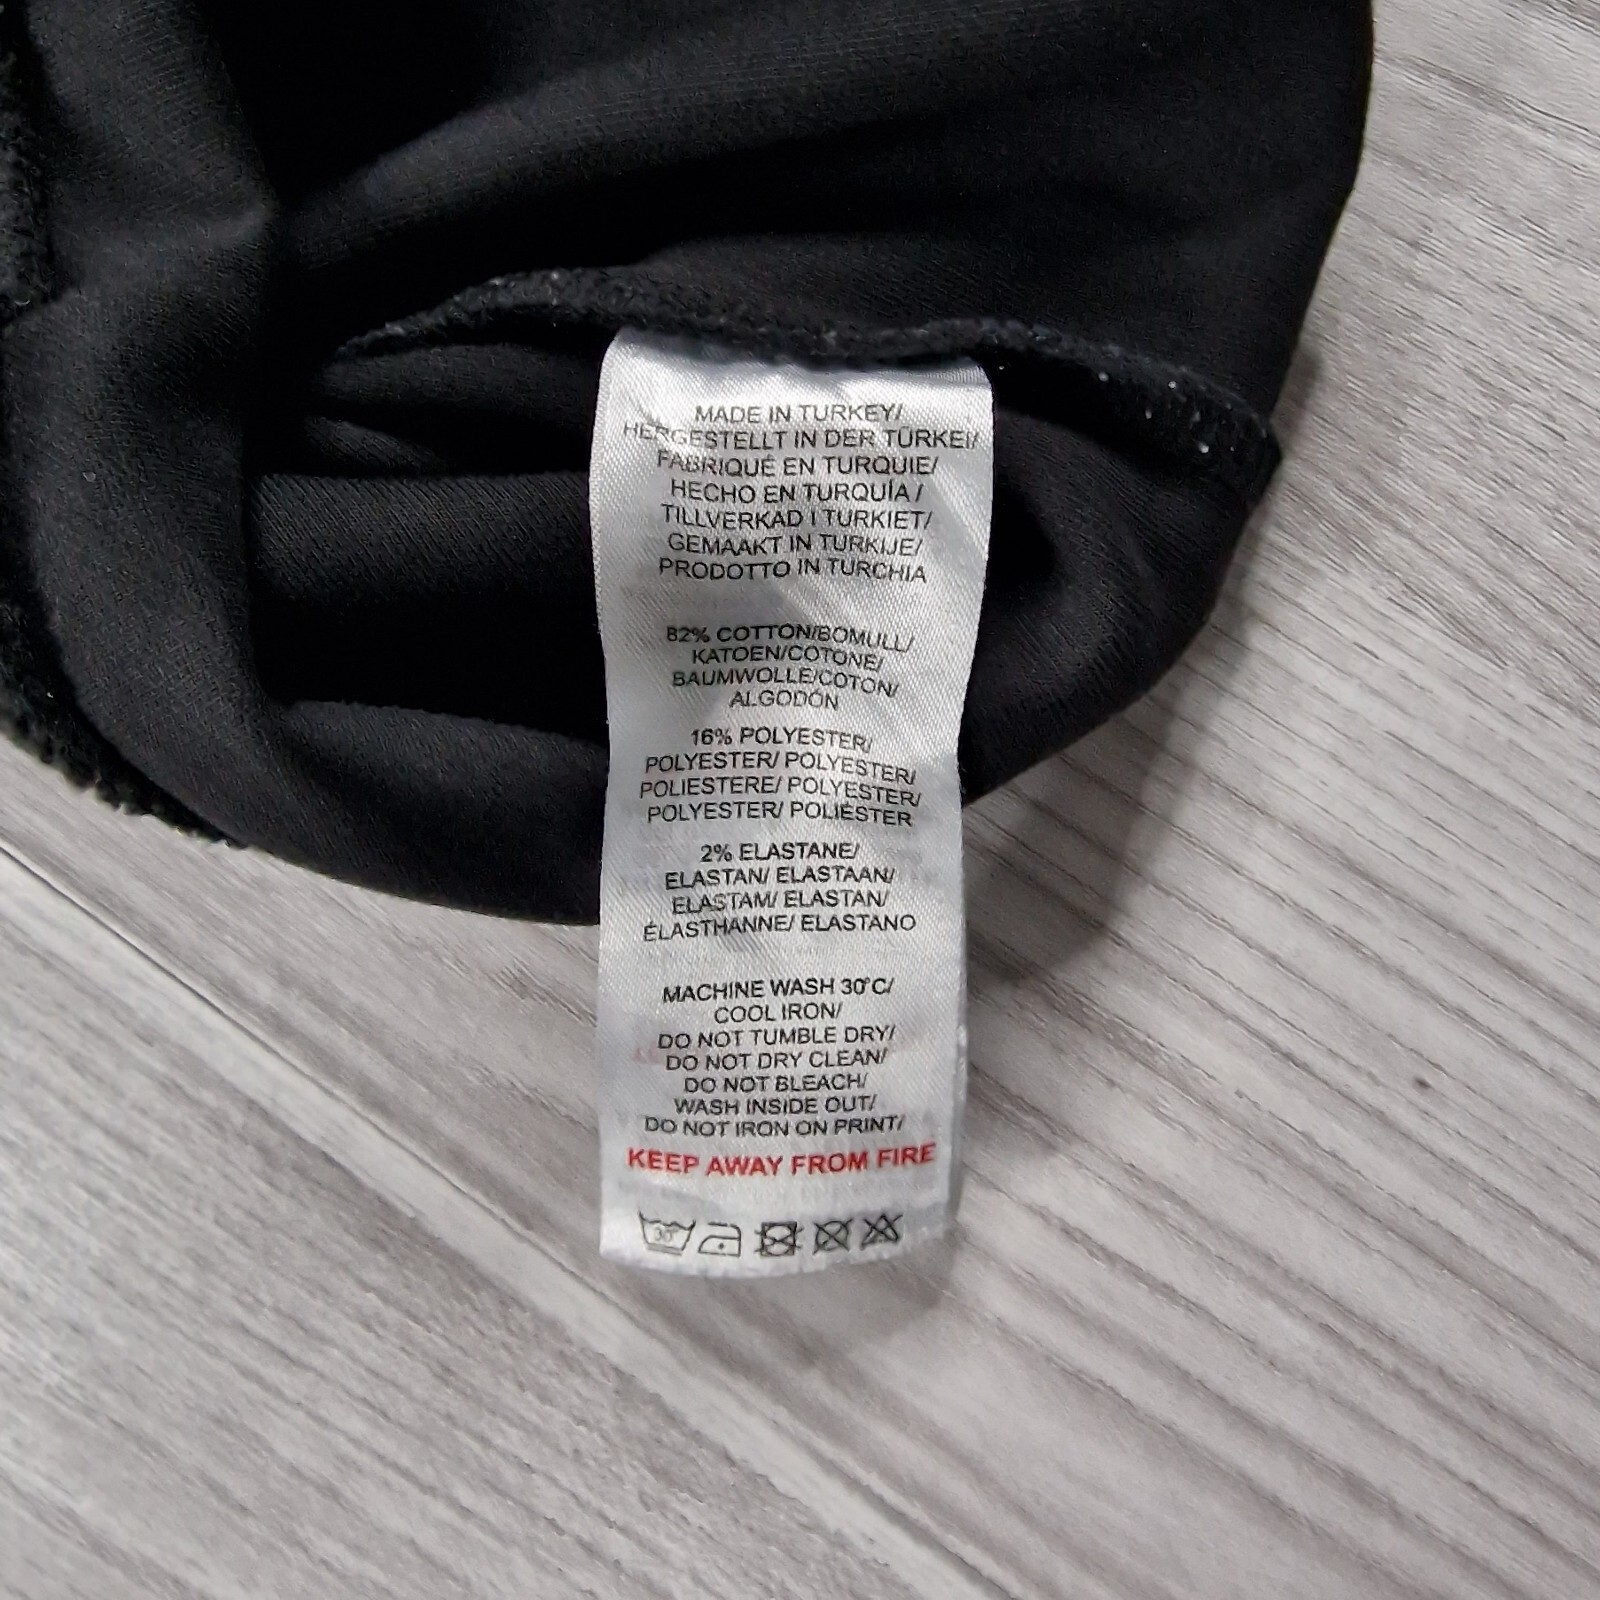 MADE IN TURKEY/
HERGESTELLT IN DER TÜRKEI/
FABRIQUÉ EN TURQUIE/
HECHO EN TURQUÍA/
TILLVERKAD I TURKIET/
GEMAAKT IN TURKIJE/
PRODOTTO IN TURCHIA
82% COTTON/BOMULL/
KATOEN/COTONE/
BAUMWOLLE/COTON/
ALGODÓN
16% POLYESTER/
POLYESTER/ POLYESTER/
POLIESTERE/ POLYESTER/
POLYESTER/ POLIÉSTER
2% ELASTANE/
ELASTAN/ ELASTAAN/
ELASTAM/ ELASTAN/
ÉLASTHANNE/ ELASTANO
MACHINE WASH 30°C/
COOL IRON/
DO NOT TUMBLE DRY/
DO NOT DRY CLEAN/
DO NOT BLEACH/
WASH INSIDE OUT/
DO NOT IRON ON PRINT/
KEEP AWAY FROM FIRE
30°